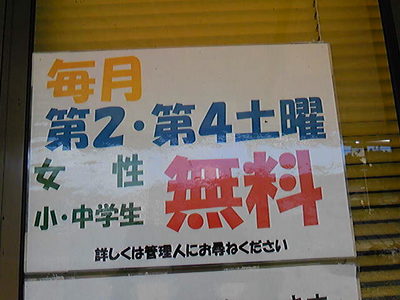 毎月
第2・第4土曜
女性
小・中学生
無料
詳しくは管理人にお尋ねください